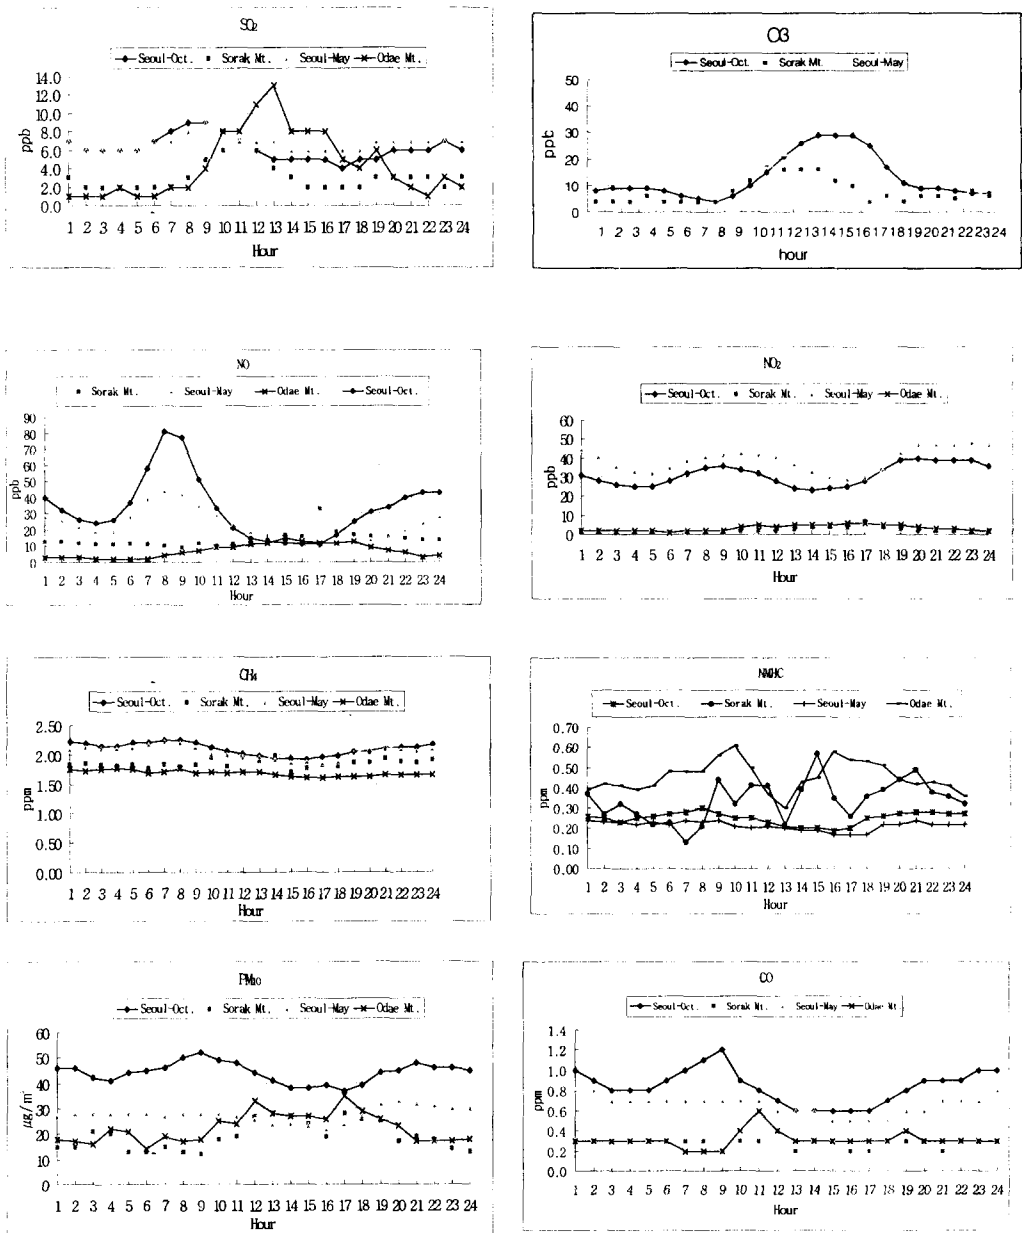 SO₂
Seoul-Oct. Sorak Mt. Seoul-May Odae Mt.
14.0
12.0
10.0
8.0
6.0
4.0
2.0
0.0
ppb
1 2 3 4 5 6 7 8 9 10 11 12 13 14 15 16 17 18 19 20 21 22 23 24
Hour
O3
Seoul-Oct. Sorak Mt. Seoul-May
50
40
30
20
10
0
ppb
1 2 3 4 5 6 7 8 9 10 11 12 13 14 15 16 17 18 19 20 21 22 23 24
hour
NO
Sorak Mt. Seoul-May Odae Mt. Seoul-Oct.
90
80
70
60
50
40
30
20
10
0
ppb
1 2 3 4 5 6 7 8 9 10 11 12 13 14 15 16 17 18 19 20 21 22 23 24
Hour
NO₂
Seoul-Oct. Sorak Mt. Seoul-May Odae Mt.
60
50
40
30
20
10
0
ppb
1 2 3 4 5 6 7 8 9 10 11 12 13 14 15 16 17 18 19 20 21 22 23 24
Hour
CH₄
Seoul-Oct. Sorak Mt. Seoul-May Odae Mt.
2.50
2.00
1.50
1.00
0.50
0.00
ppm
1 2 3 4 5 6 7 8 9 10 11 12 13 14 15 16 17 18 19 20 21 22 23 24
Hour
NMHC
Seoul-Oct. Sorak Mt. Seoul-May Odae Mt.
0.70
0.60
0.50
0.40
0.30
0.20
0.10
0.00
ppm
1 2 3 4 5 6 7 8 9 10 11 12 13 14 15 16 17 18 19 20 21 22 23 24
Hour
PM₁₀
Seoul-Oct. Sorak Mt. Seoul-May Odae Mt.
60
50
40
30
20
10
0
μg/m³
1 2 3 4 5 6 7 8 9 10 11 12 13 14 15 16 17 18 19 20 21 22 23 24
Hour
CO
Seoul-Oct. Sorak Mt. Seoul-May Odae Mt.
1.4
1.2
1.0
0.8
0.6
0.4
0.2
0.0
ppm
1 2 3 4 5 6 7 8 9 10 11 12 13 14 15 16 17 18 19 20 21 22 23 24
Hour